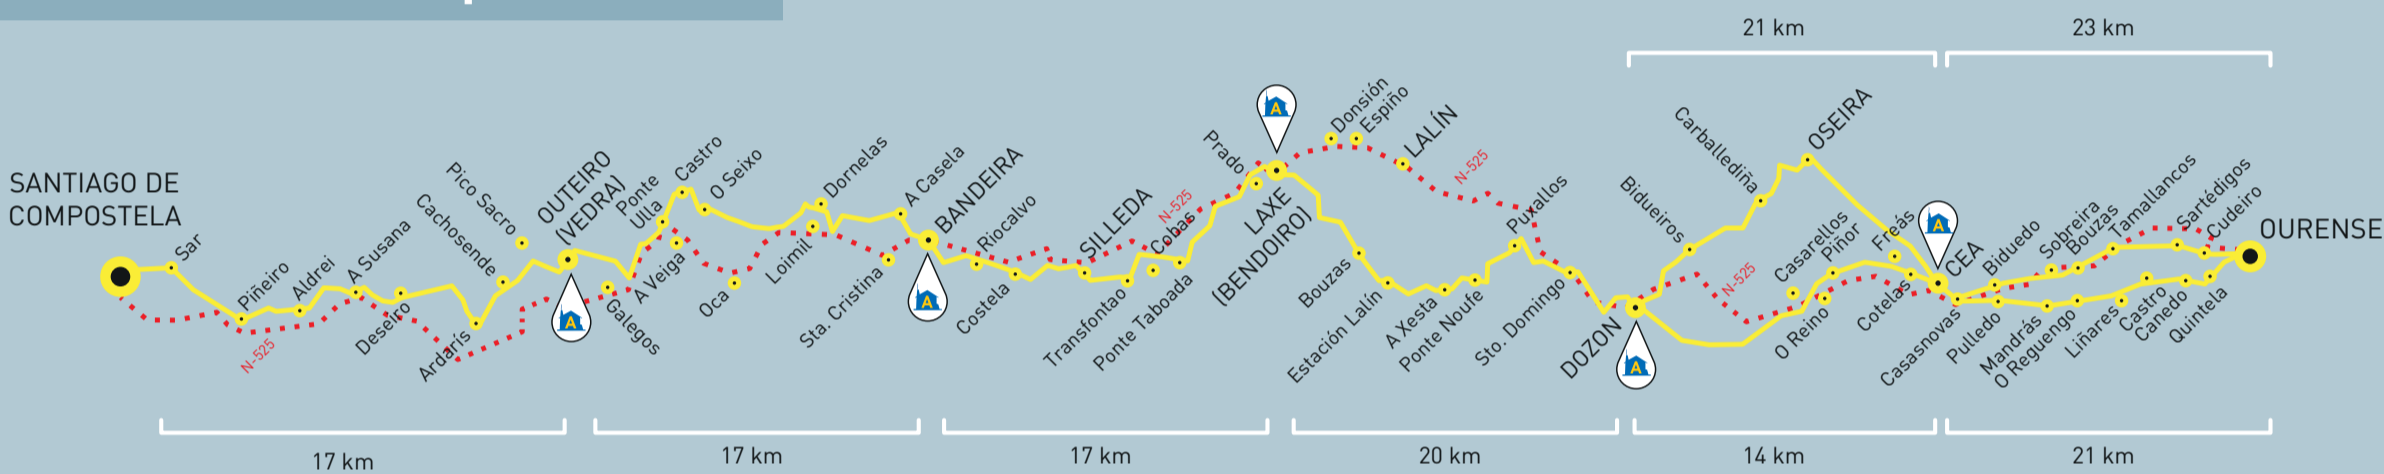 21 km
23 km
SANTIAGO DE
COMPOSTELA
Sar
Piñeiro
Aldrei
A Susana
Deseiro
Ardarís
Cachosende
Pico Sacro
OUTEIRO
(VEDRA)
Galegos
Ponte
Ulla
A Veiga
Castro
O Seixo
Oca
Loimil
Dornelas
Sta. Cristina
A Casela
BANDEIRA
Riocalvo
Costela
SILLEDA
Transfontao
Cobas
Ponte Taboada
Prado
LAXE
(BENDOIRO)
Donsión
Espiño
LALÍN
Bouzas
Estación Lalín
A Xesta
Ponte Noufe
Puxallos
Sto. Domingo
DOZON
Bidueiros
Carballediña
OSEIRA
Casarellos
Piñor
O Reino
Freás
Cotelas
CEA
Casasnovas
Biduedo
Pulledo
Sobreira
Bouzas
Mandrás
O Reguengo
Tamallancos
Liñares
Castro
Canedo
Sartédigos
Cudeiro
Quintela
OURENSE
N-525
N-525
N-525
N-525
A
A
A
A
A
17 km
17 km
17 km
20 km
14 km
21 km